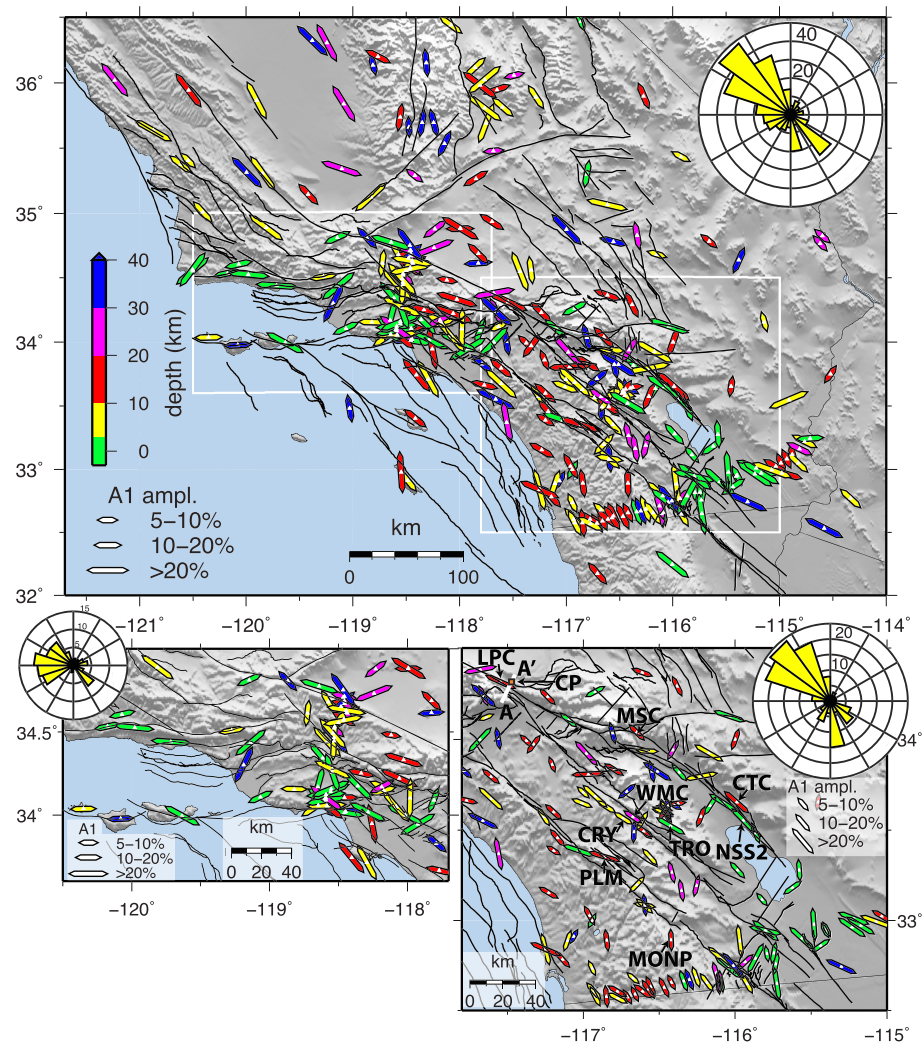 40
20
36˚
35˚
34˚
33˚
32˚
40
30
20
10
0
depth (km)
A1 ampl.
5–10%
10–20%
>20%
km
0
100
−121˚
−120˚
−119˚
−118˚
−117˚
−116˚
−115˚
−114˚
15
5
34.5˚
34˚
A1
5–10%
10–20%
>20%
km
0 20 40
−120˚
−119˚
−118˚
20
10
LPC
A′
A
CP
MSC
WMC
CTC
CRY
TRO
NSS2
PLM
MONP
A1 ampl.
5–10%
10–20%
>20%
34˚
33˚
km
0 20 40
−117˚
−116˚
−115˚